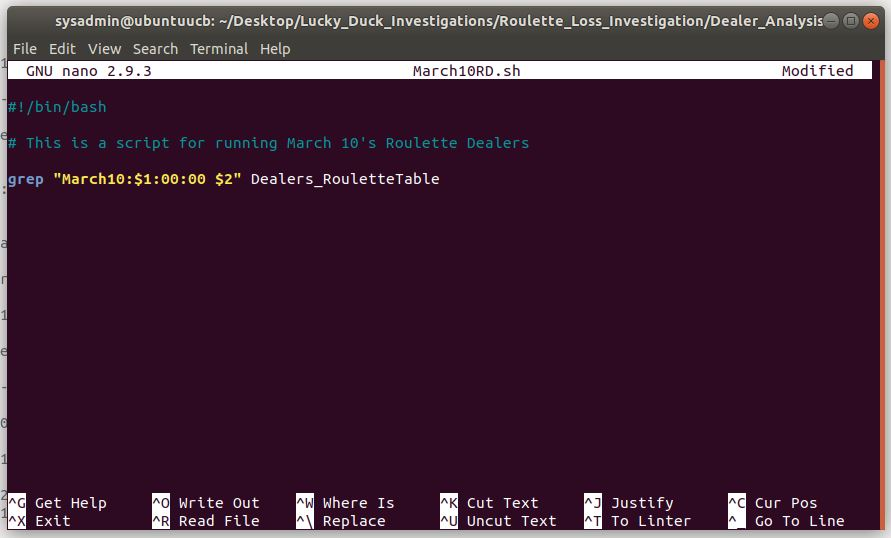 sysadmin@ubuntuucb: ~/Desktop/Lucky_Duck_Investigations/Roulette_Loss_Investigation/Dealer_Analysis
File Edit View Search Terminal Help
GNU nano 2.9.3 March10RD.sh Modified
#!/bin/bash
# This is a script for running March 10's Roulette Dealers
grep "March10:$1:00:00 $2" Dealers_RouletteTable
^G Get Help ^O Write Out ^W Where Is ^K Cut Text ^J Justify ^C Cur Pos
^X Exit ^R Read File ^\ Replace ^U Uncut Text ^T To Linter ^_ Go To Line